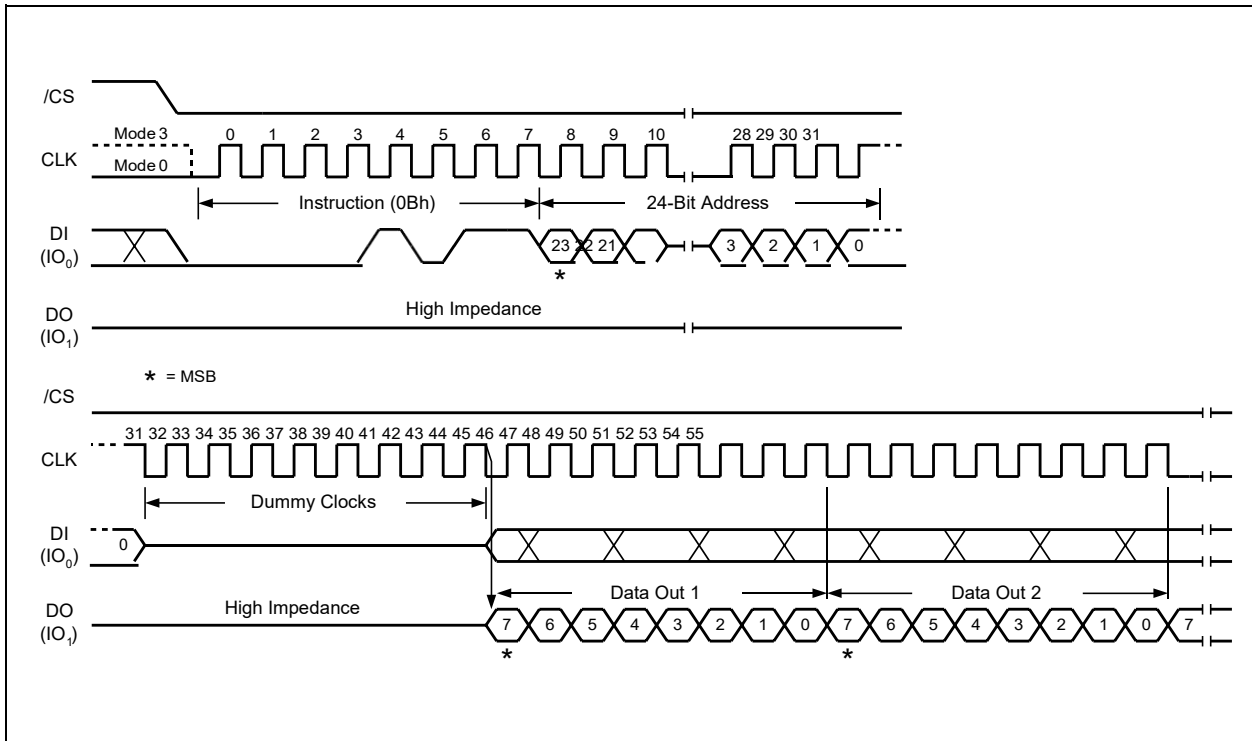 /CS
Mode 3
0 1 2 3 4 5 6 7 8 9 10 28 29 30 31
CLK
Mode 0
Instruction (0Bh) 24-Bit Address
DI
(IO0)
23 22 21 3 2 1 0
*
High Impedance
DO
(IO1)
* = MSB
/CS
31 32 33 34 35 36 37 38 39 40 41 42 43 44 45 46 47 48 49 50 51 52 53 54 55
CLK
Dummy Clocks
DI
(IO0)
0
Data Out 1 Data Out 2
High Impedance
DO
(IO1)
7 6 5 4 3 2 1 0 7 6 5 4 3 2 1 0 7
* *